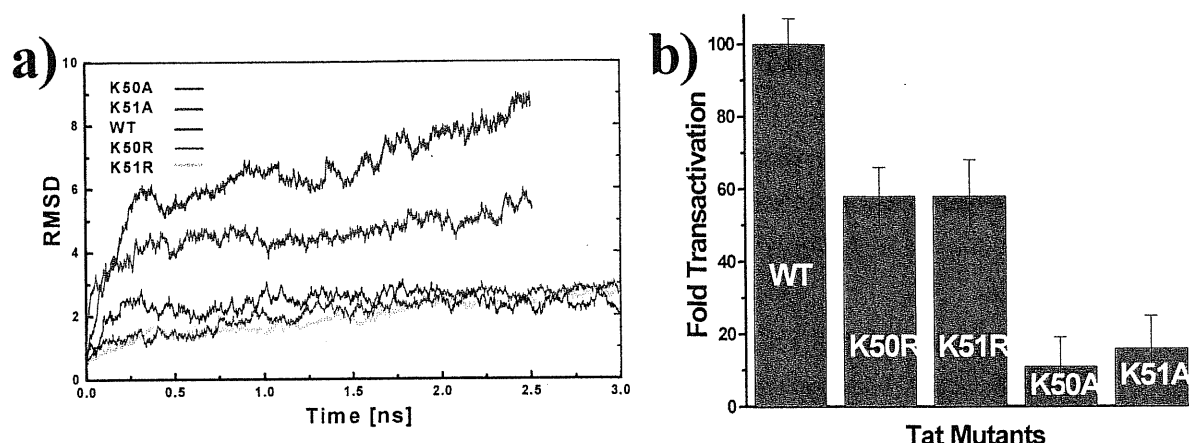 a)
10
8
6
4
2
0
RMSD
K50A
K51A
WT
K50R
K51R
0.0 0.5 1.0 1.5 2.0 2.5 3.0
Time [ns]
b)
100
80
60
40
20
0
Fold Transactivation
WT
K50R
K51R
K50A
K51A
Tat Mutants